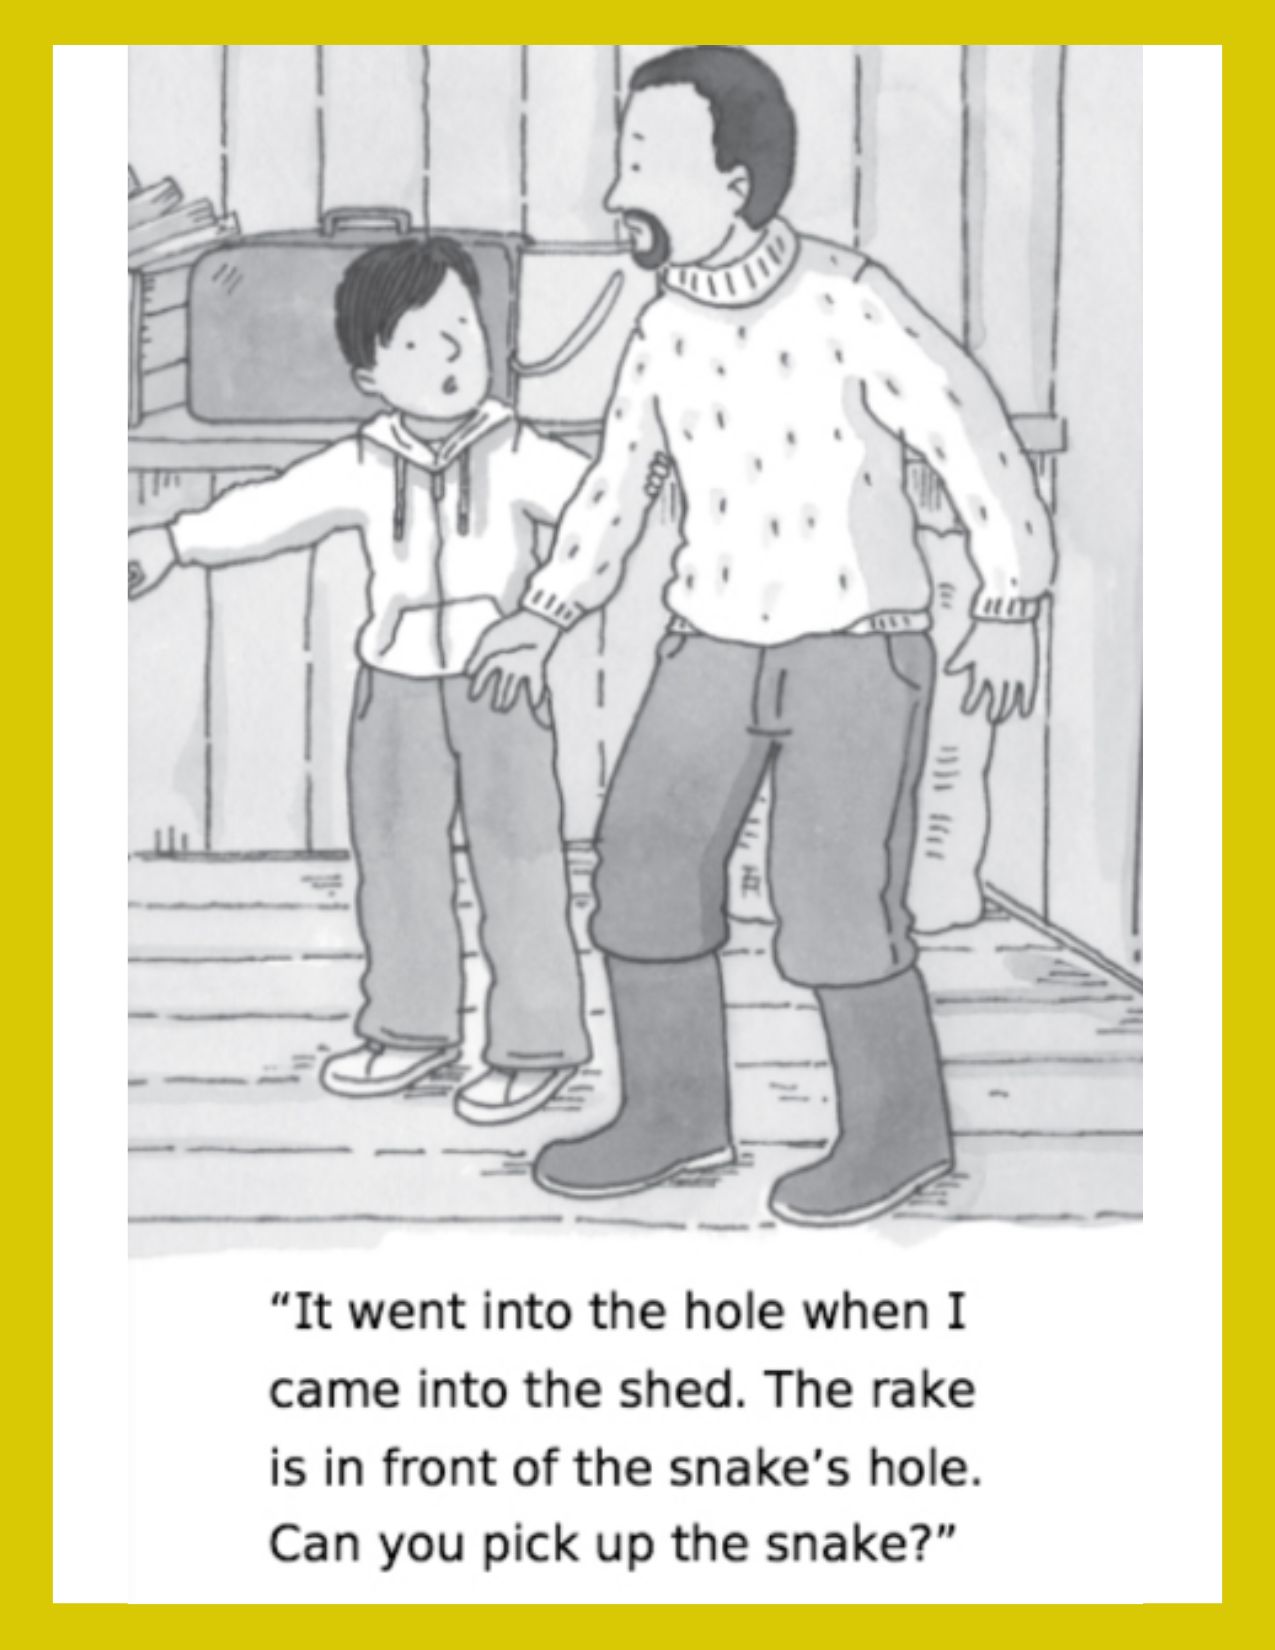 “It went into the hole when I
came into the shed. The rake
is in front of the snake’s hole.
Can you pick up the snake?”